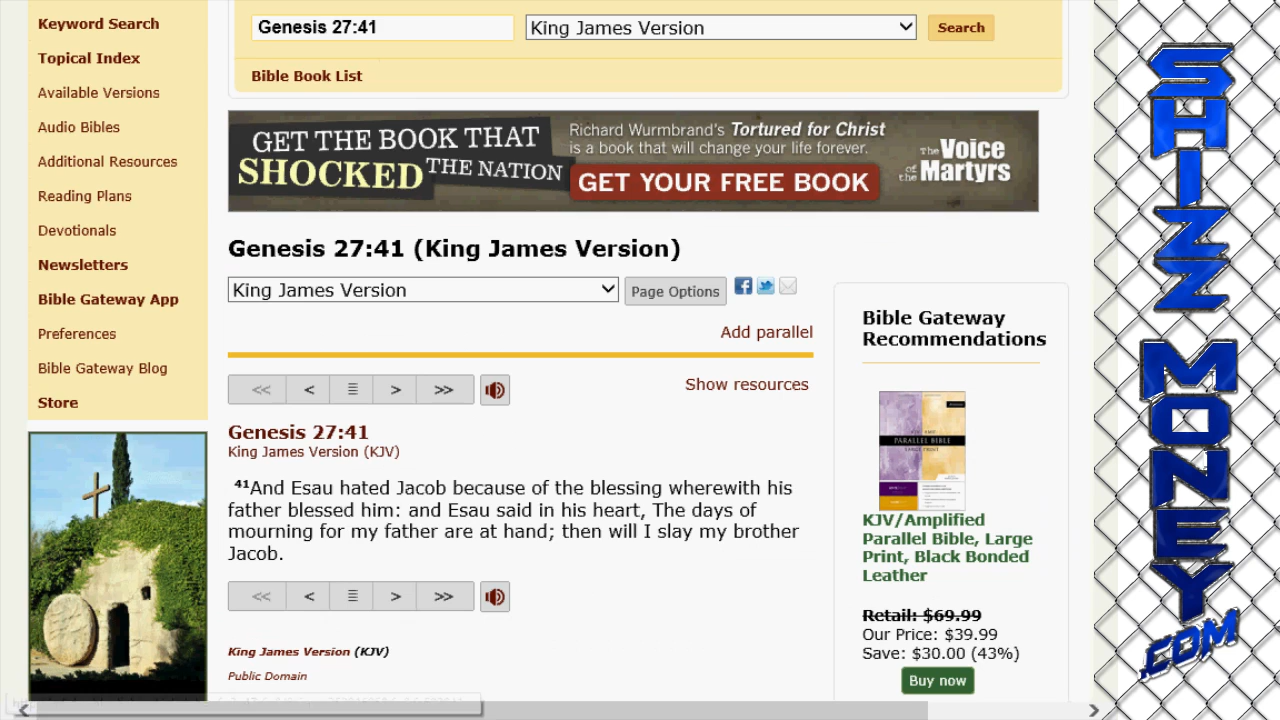 Keyword Search
Topical Index
Available Versions
Audio Bibles
Additional Resources
Reading Plans
Devotionals
Newsletters
Bible Gateway App
Preferences
Bible Gateway Blog
Store
Genesis 27:41
King James Version
Search
Bible Book List
GET THE BOOK THAT
SHOCKED THE NATION
Richard Wurmbrand's Tortured for Christ
is a book that will change your life forever.
GET YOUR FREE BOOK
The Voice
of the Martyrs
Genesis 27:41 (King James Version)
King James Version
Page Options
Add parallel
<< < ☰ > >>
Show resources
Genesis 27:41
King James Version (KJV)
41And Esau hated Jacob because of the blessing wherewith his
father blessed him: and Esau said in his heart, The days of
mourning for my father are at hand; then will I slay my brother
Jacob.
<< < ☰ > >>
King James Version (KJV)
Public Domain
Bible Gateway
Recommendations
PARALLEL BIBLE
KJV/Amplified
Parallel Bible, Large
Print, Black Bonded
Leather
Retail: $69.99
Our Price: $39.99
Save: $30.00 (43%)
Buy now
SHIZZ
MONEY
.COM